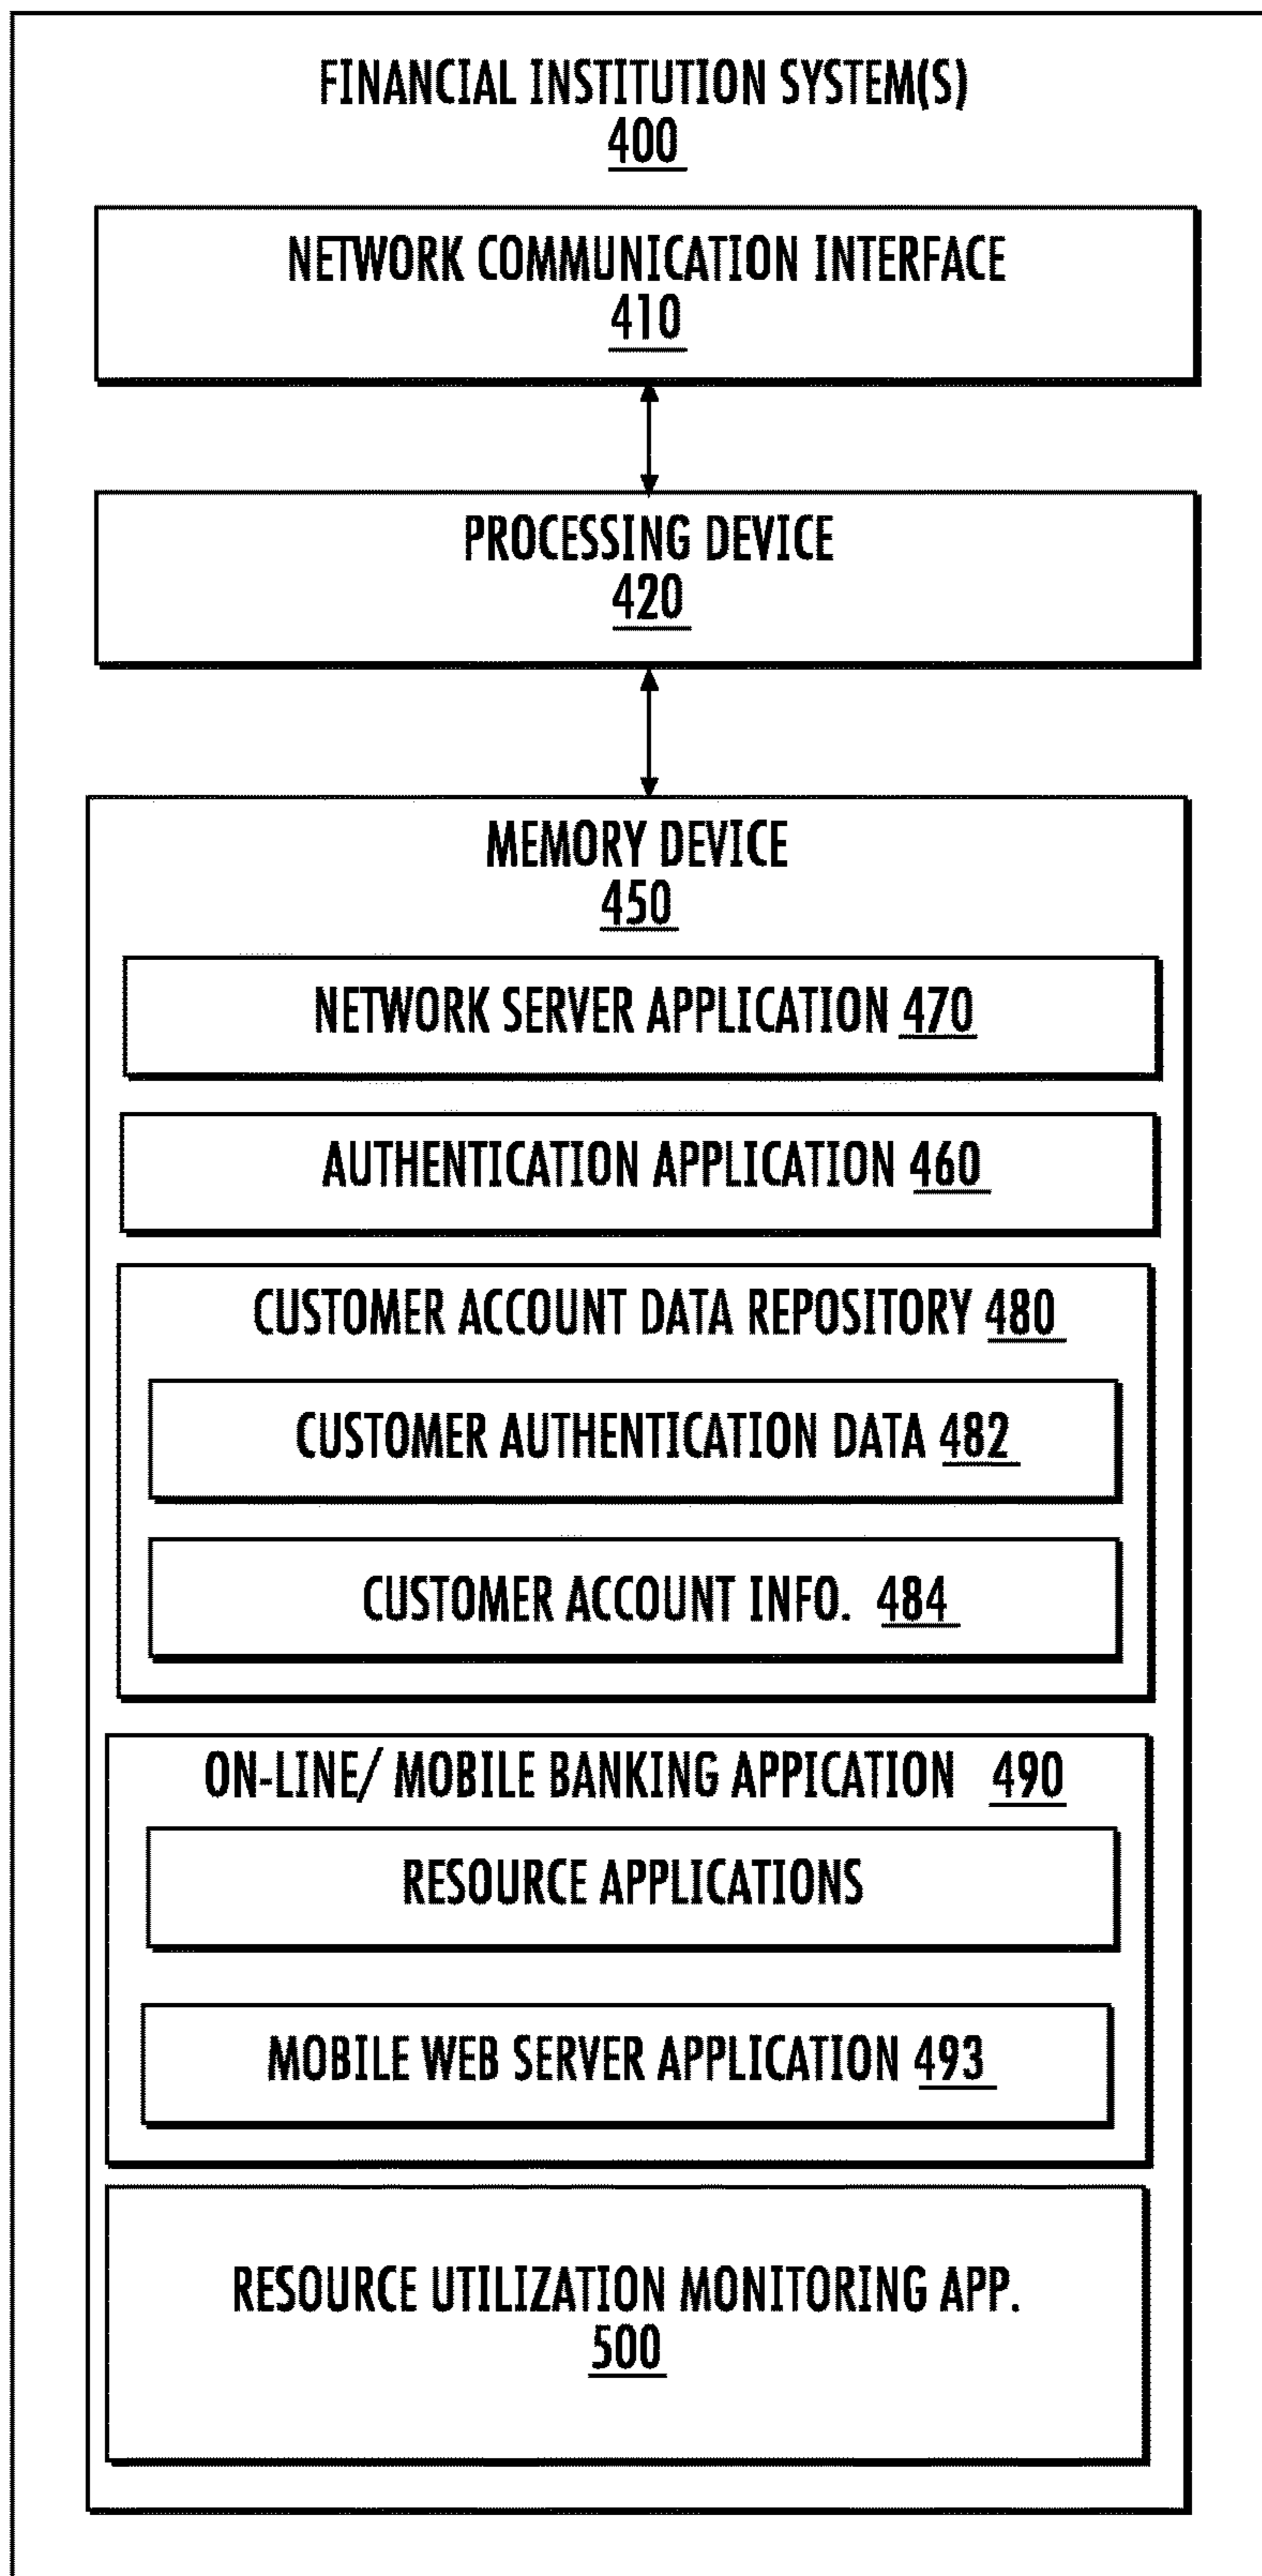 FINANCIAL INSTITUTION SYSTEM(S)
400
NETWORK COMMUNICATION INTERFACE
410
PROCESSING DEVICE
420
MEMORY DEVICE
450
NETWORK SERVER APPLICATION 470
AUTHENTICATION APPLICATION 460
CUSTOMER ACCOUNT DATA REPOSITORY 480
CUSTOMER AUTHENTICATION DATA 482
CUSTOMER ACCOUNT INFO. 484
ON-LINE/ MOBILE BANKING APPICATION 490
RESOURCE APPLICATIONS
MOBILE WEB SERVER APPLICATION 493
RESOURCE UTILIZATION MONITORING APP.
500